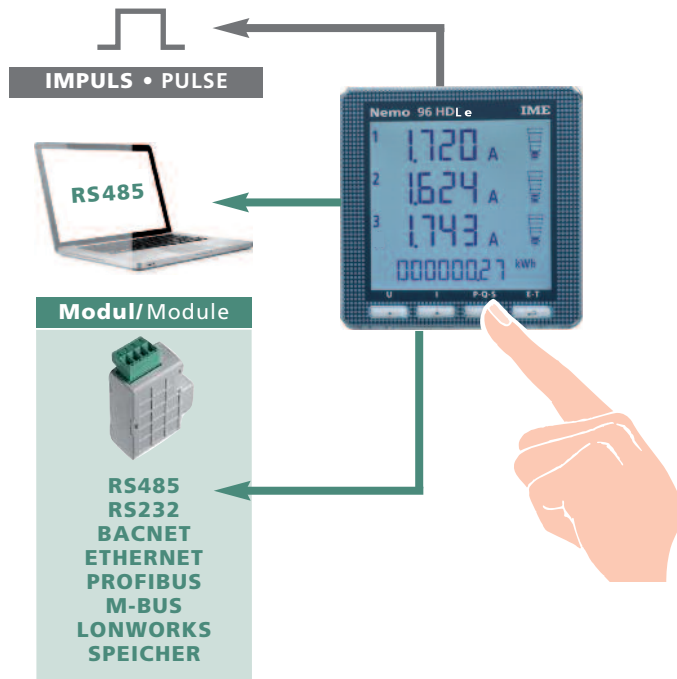 IMPULS • PULSE
Nemo 96 HDLe IME
1 1.720 A
2 1.624 A
3 1.743 A
000000.27 kWh
U I P-Q-S E-T
RS485
Modul/Module
RS485
RS232
BACNET
ETHERNET
PROFIBUS
M-BUS
LONWORKS
SPEICHER